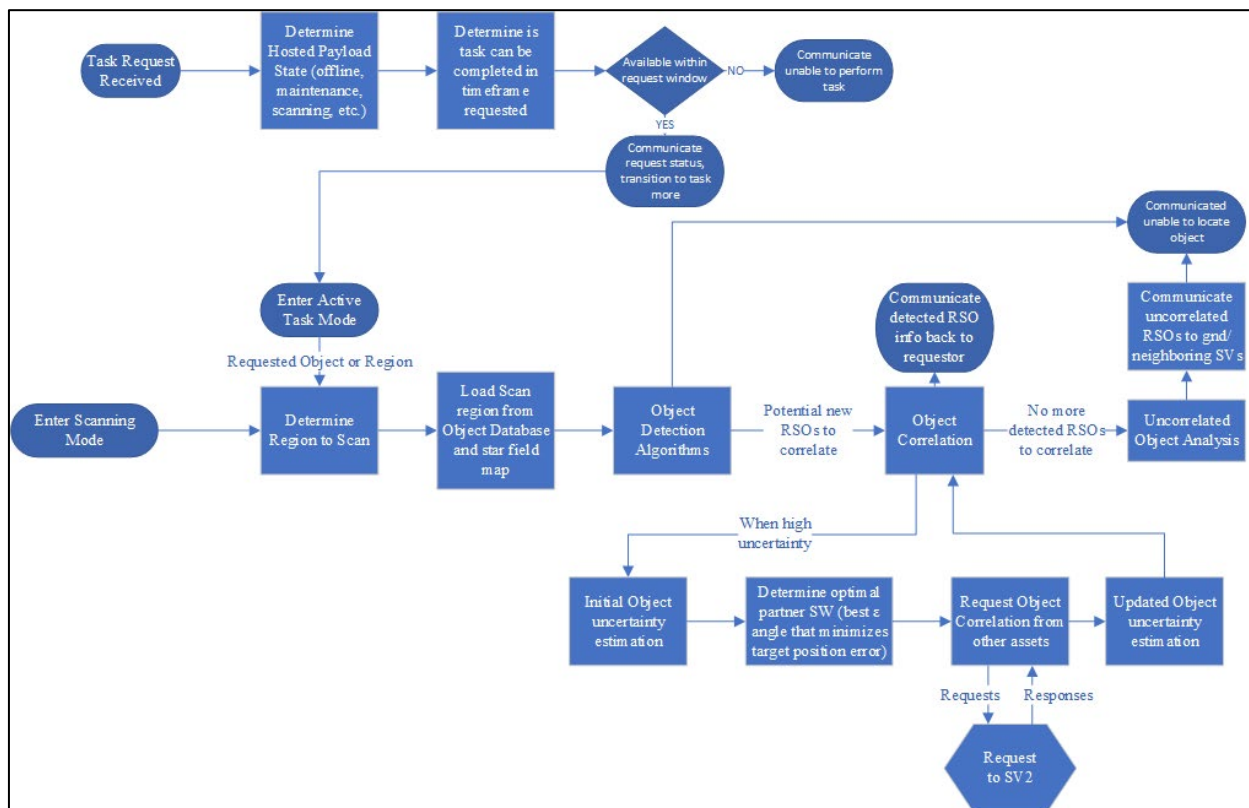 Task Request
Received
Determine
Hosted Payload
State (offline,
maintenance,
scanning, etc.)
Determine is
task can be
completed in
timeframe
requested
Available within
request window
NO
Communicate
unable to perform
task
YES
Communicate
request status,
transition to task
more
Communicated
unable to locate
object
Enter Active
Task Mode
Communicate
detected RSO
info back to
requestor
Communicate
uncorrelated
RSOs to gnd/
neighboring SVs
Requested Object or Region
Enter Scanning
Mode
Determine
Region to Scan
Load Scan
region from
Object Database
and star field
map
Object
Detection
Algorithms
Potential new
RSOs to
correlate
Object
Correlation
No more
detected RSOs
to correlate
Uncorrelated
Object Analysis
When high
uncertainty
Initial Object
uncertainty
estimation
Determine optimal
partner SW (best ε
angle that minimizes
target position error)
Request Object
Correlation from
other assets
Updated Object
uncertainty
estimation
Requests
Responses
Request
to SV2